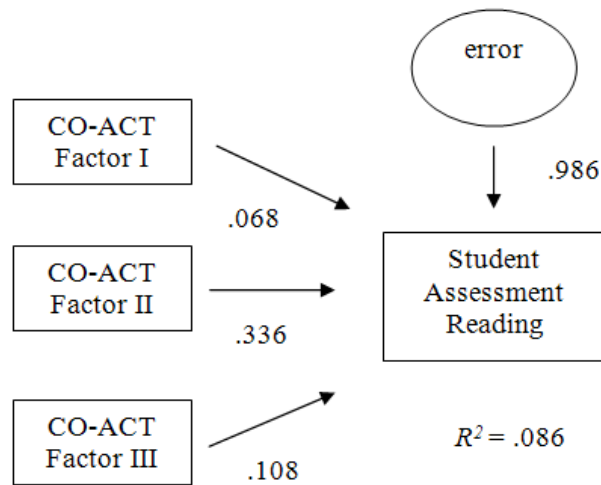 error
CO-ACT
Factor I
.986
.068
CO-ACT
Factor II
.336
Student
Assessment
Reading
CO-ACT
Factor III
.108
R² = .086